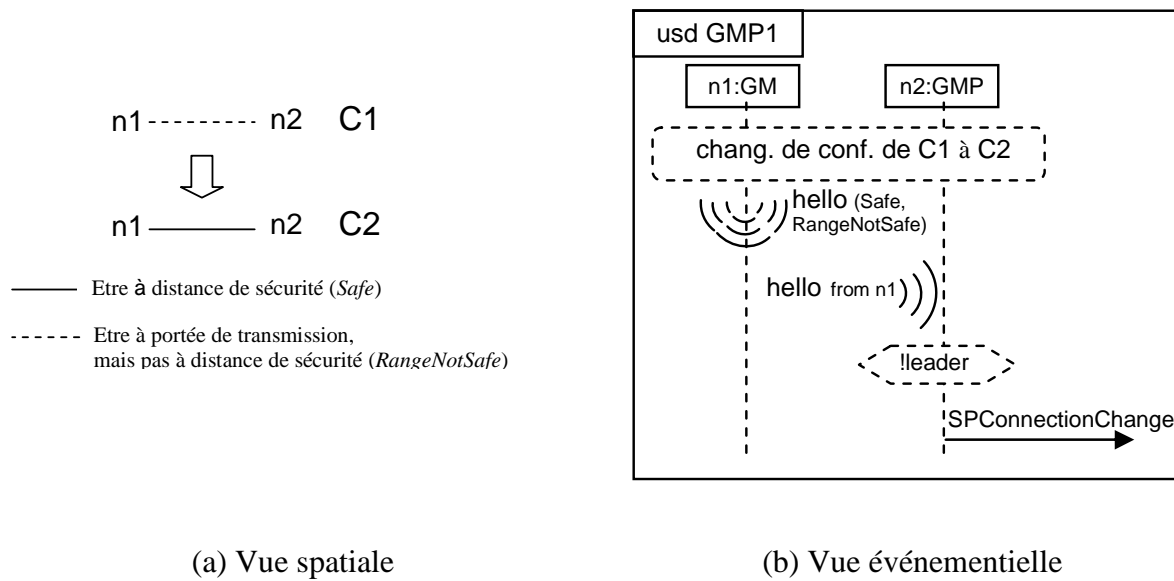 n1 n2 C1
n1 n2 C2
Etre à distance de sécurité (Safe)
Etre à portée de transmission,
mais pas à distance de sécurité (RangeNotSafe)
usd GMP1
n1:GM n2:GMP
chang. de conf. de C1 à C2
hello (Safe,
RangeNotSafe)
hello from n1
!leader
SPConnectionChange
(a) Vue spatiale
(b) Vue événementielle